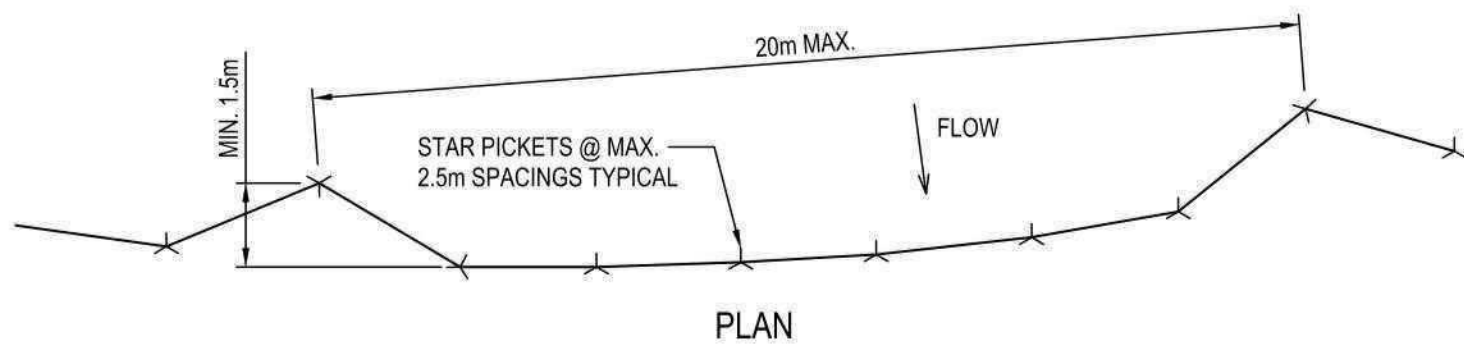 20m MAX.
MIN. 1.5m
STAR PICKETS @ MAX.
2.5m SPACINGS TYPICAL
FLOW
PLAN